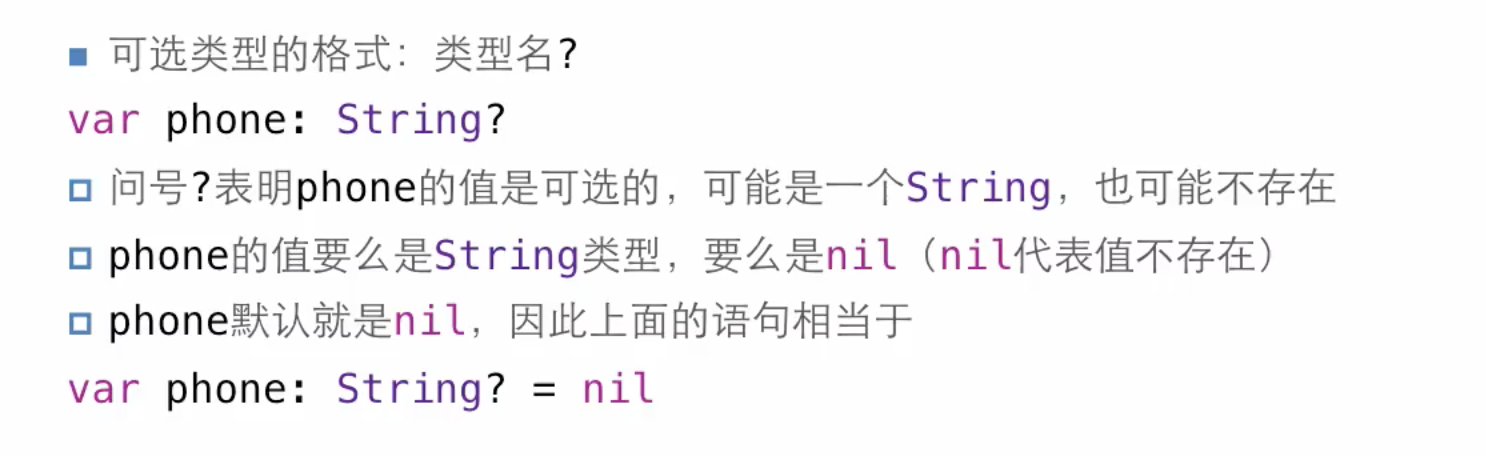 可选类型的格式：类型名?
var phone: String?
问号?表明phone的值是可选的，可能是一个String，也可能不存在
phone的值要么是String类型，要么是nil（nil代表值不存在）
phone默认就是nil，因此上面的语句相当于
var phone: String? = nil